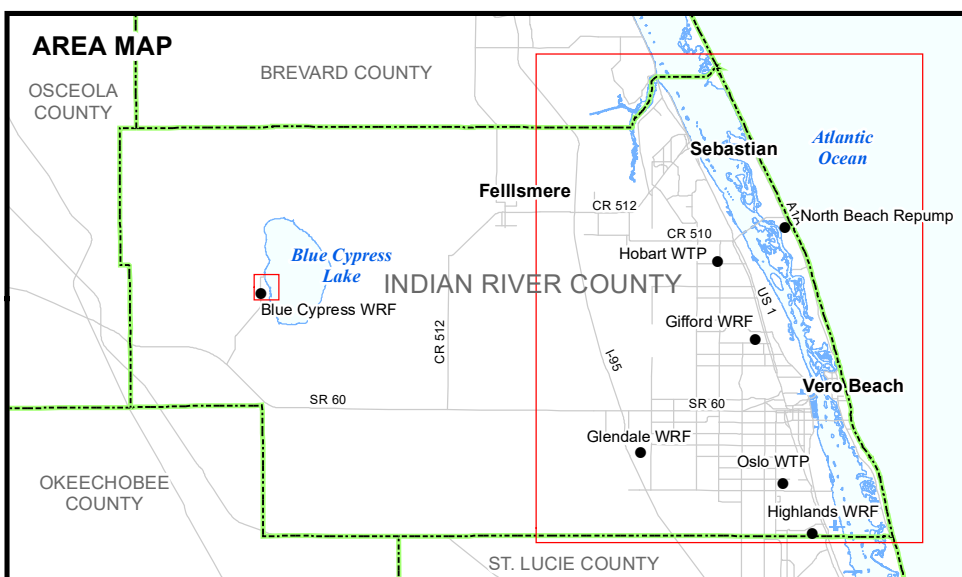 AREA MAP
BREVARD COUNTY
OSCEOLA
COUNTY
Sebastian
Atlantic
Ocean
Felllsmere
CR 512
A1A
North Beach Repump
CR 510
Hobart WTP
Blue Cypress
Lake
INDIAN RIVER COUNTY
Blue Cypress WRF
US 1
Gifford WRF
CR 512
I-95
Vero Beach
SR 60
SR 60
Glendale WRF
Oslo WTP
OKEECHOBEE
COUNTY
Highlands WRF
ST. LUCIE COUNTY